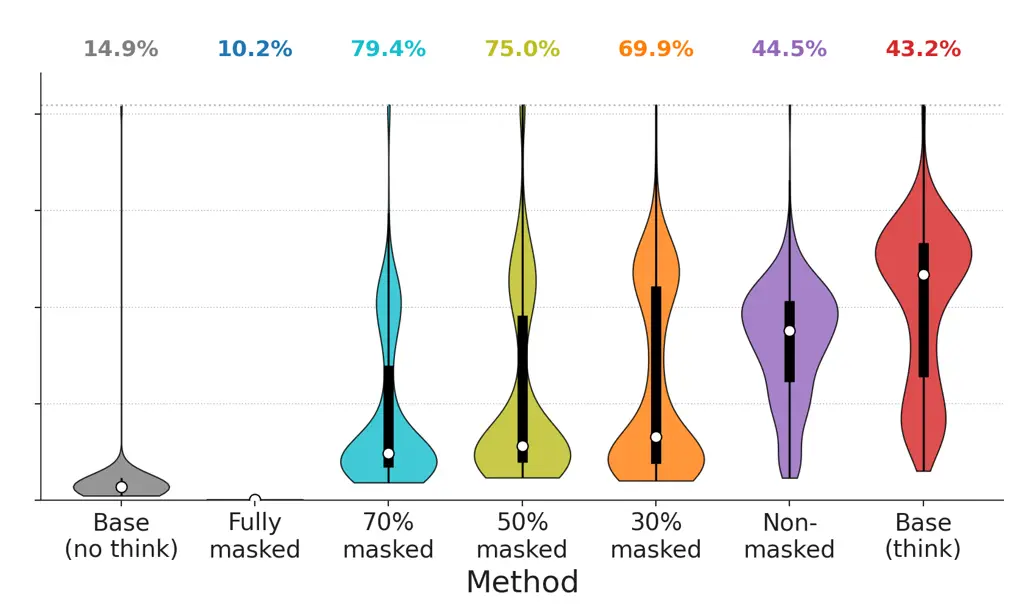 14.9% 10.2% 79.4% 75.0% 69.9% 44.5% 43.2%
Base Fully 70% 50% 30% Non- Base
(no think) masked masked masked masked masked (think)
Method